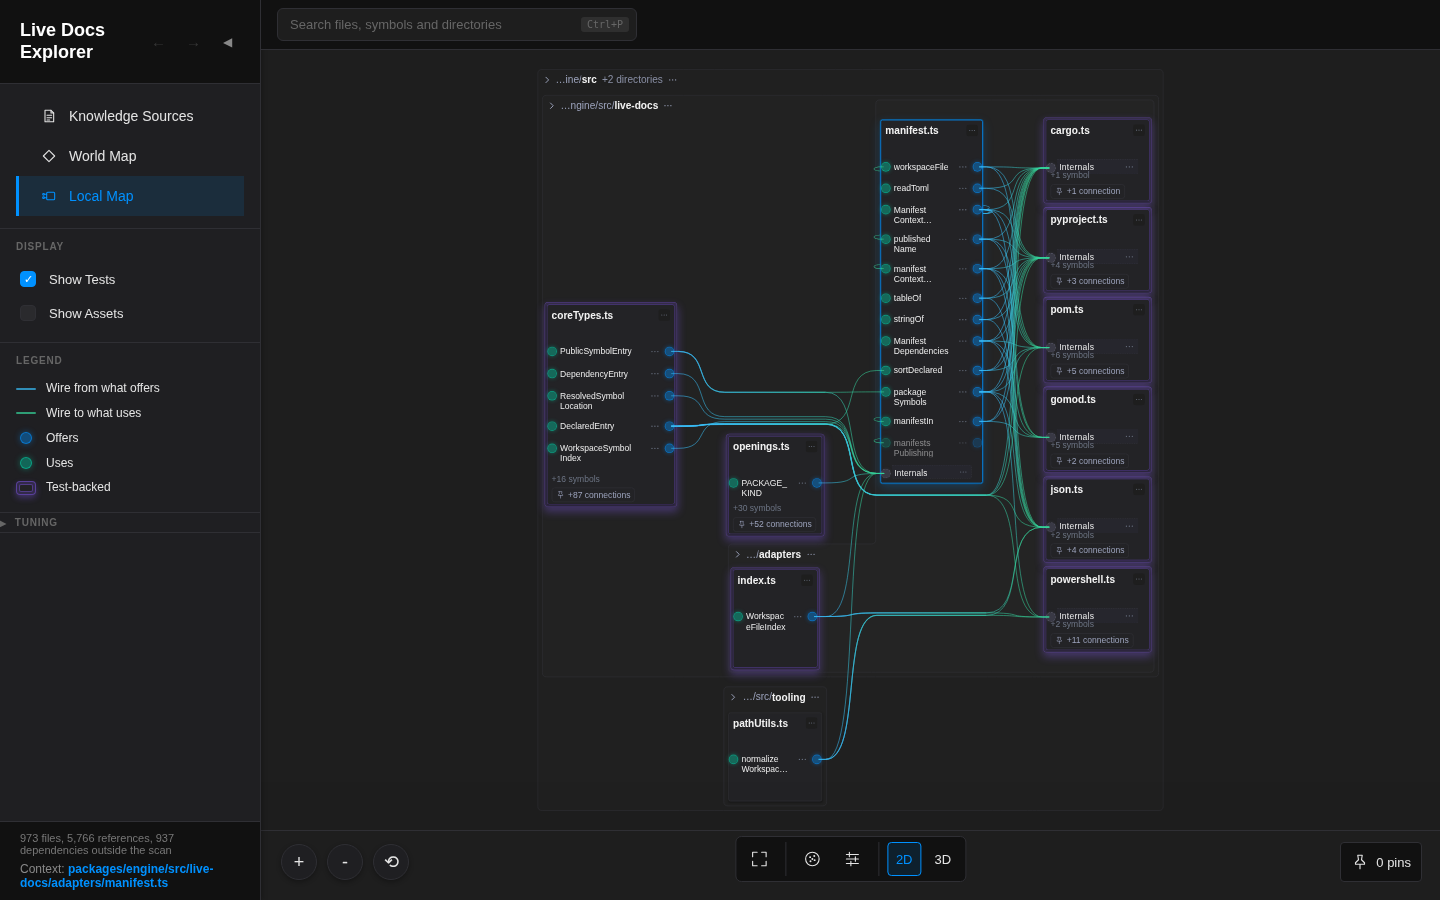 Live Docs
Explorer
Search files, symbols and directories
Ctrl+P
Knowledge Sources
World Map
Local Map
DISPLAY
Show Tests
Show Assets
LEGEND
Wire from what offers
Wire to what uses
Offers
Uses
Test-backed
TUNING
973 files, 5,766 references, 937
dependencies outside the scan
Context: packages/engine/src/live-
docs/adapters/manifest.ts
…ine/src +2 directories ···
…ngine/src/live-docs ···
coreTypes.ts ···
PublicSymbolEntry ···
DependencyEntry ···
ResolvedSymbol ···
Location
DeclaredEntry ···
WorkspaceSymbol ···
Index
+16 symbols
+87 connections
openings.ts ···
PACKAGE_ ···
KIND
+30 symbols
+52 connections
…/adapters ···
index.ts ···
Workspac ···
eFileIndex
…/src/tooling ···
pathUtils.ts ···
normalize ···
Workspac…
manifest.ts ···
workspaceFile ···
readToml ···
Manifest ···
Context…
published ···
Name
manifest ···
Context…
tableOf ···
stringOf ···
Manifest ···
Dependencies
sortDeclared ···
package ···
Symbols
manifestIn ···
manifests ···
Publishing
Internals ···
cargo.ts ···
Internals ···
+1 symbol
+1 connection
pyproject.ts ···
Internals ···
+4 symbols
+3 connections
pom.ts ···
Internals ···
+6 symbols
+5 connections
gomod.ts ···
Internals ···
+5 symbols
+2 connections
json.ts ···
Internals ···
+2 symbols
+4 connections
powershell.ts ···
Internals ···
+2 symbols
+11 connections
+
-
2D
3D
0 pins